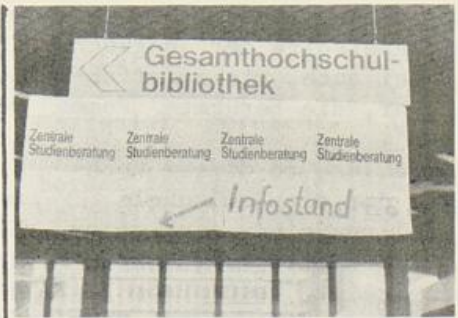 Gesamthochschul-
bibliothek
Zentrale Zentrale Zentrale Zentrale
Studienberatung Studienberatung Studienberatung Studienberatung
Infostand